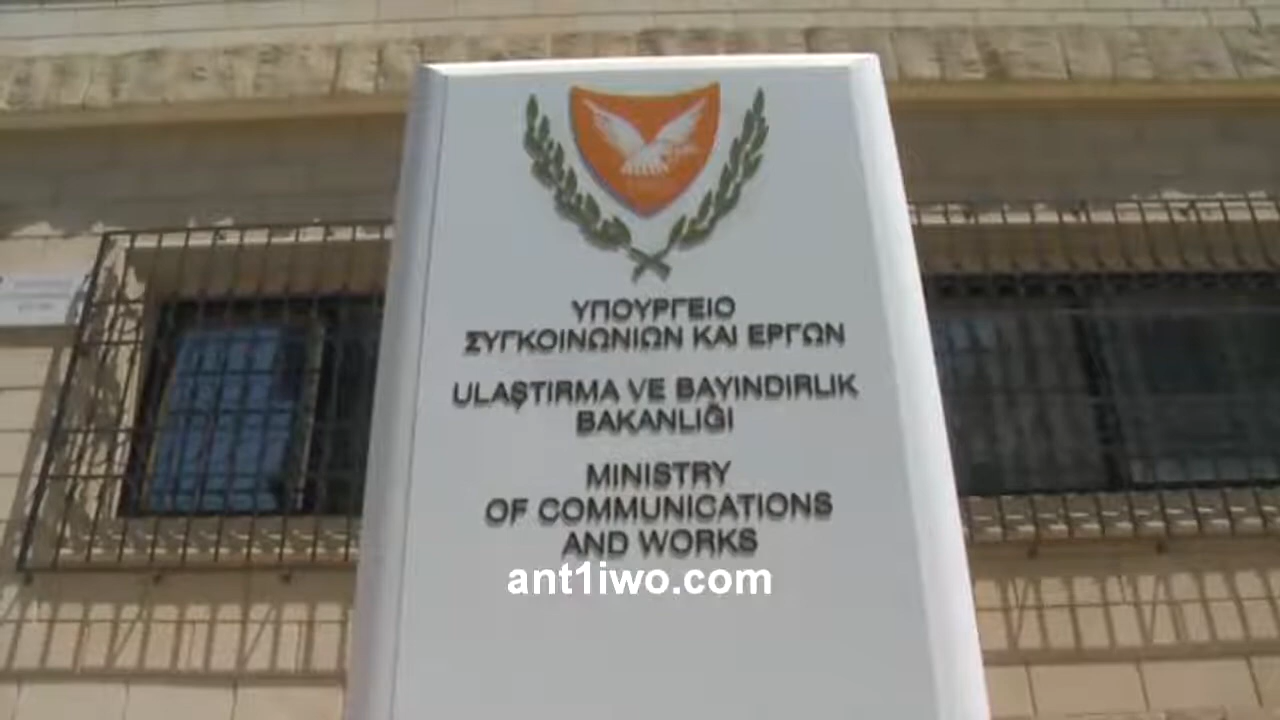 ΥΠΟΥΡΓΕΙΟ
ΣΥΓΚΟΙΝΩΝΙΩΝ ΚΑΙ ΕΡΓΩΝ
ULAŞTIRMA VE BAYINDIRLIK
BAKANLIĞI
MINISTRY
OF COMMUNICATIONS
AND WORKS
ant1iwo.com